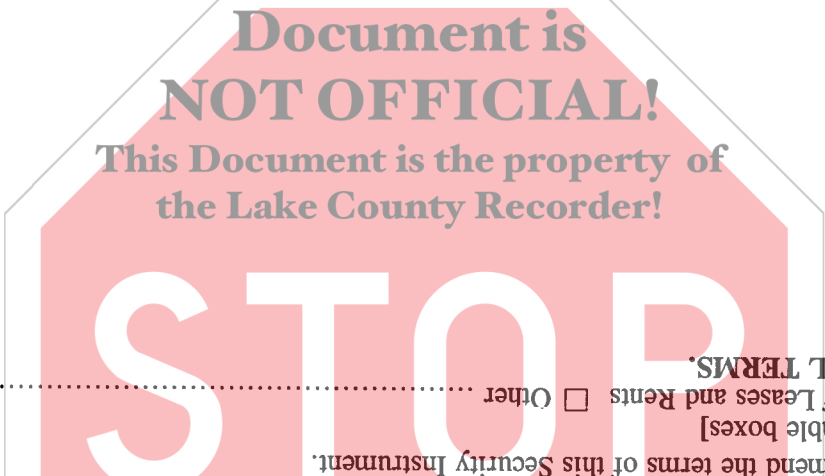 Document is
NOT OFFICIAL!
This Document is the property of
the Lake County Recorder!
STOP
mend the terms of this Security Instrument.
ble boxes]
Leases and Rents ☐ Other ........................................................................
L TERMS.